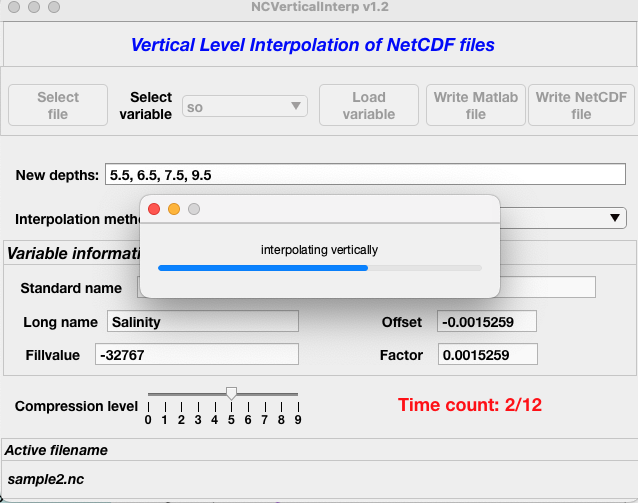 NCVerticalInterp v1.2
Vertical Level Interpolation of NetCDF files
Select file
Select variable
so
Load variable
Write Matlab file
Write NetCDF file
New depths: 5.5, 6.5, 7.5, 9.5
Interpolation meth
interpolating vertically
Variable informati
Standard name
Long name Salinity Offset -0.0015259
Fillvalue -32767 Factor 0.0015259
Compression level
0 1 2 3 4 5 6 7 8 9
Time count: 2/12
Active filename
sample2.nc